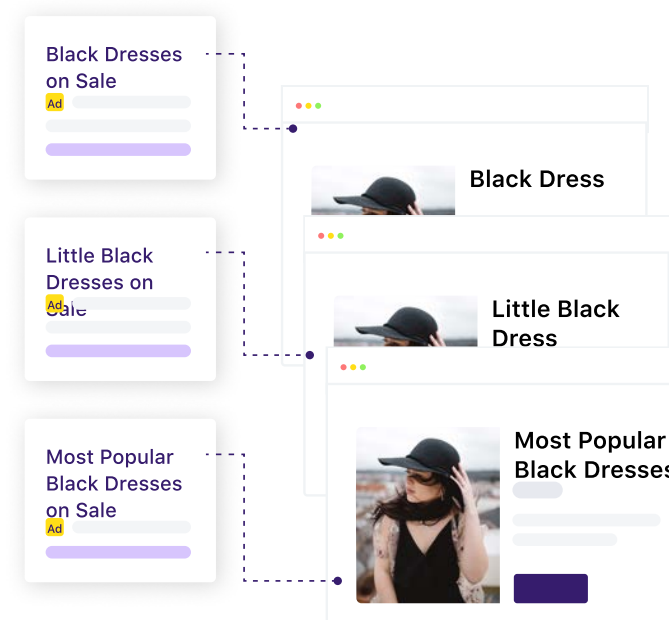 Black Dresses
on Sale
Ad
Little Black
Dresses on
Sale
Ad
Most Popular
Black Dresses
on Sale
Ad
Black Dress
Little Black
Dress
Most Popular
Black Dresses